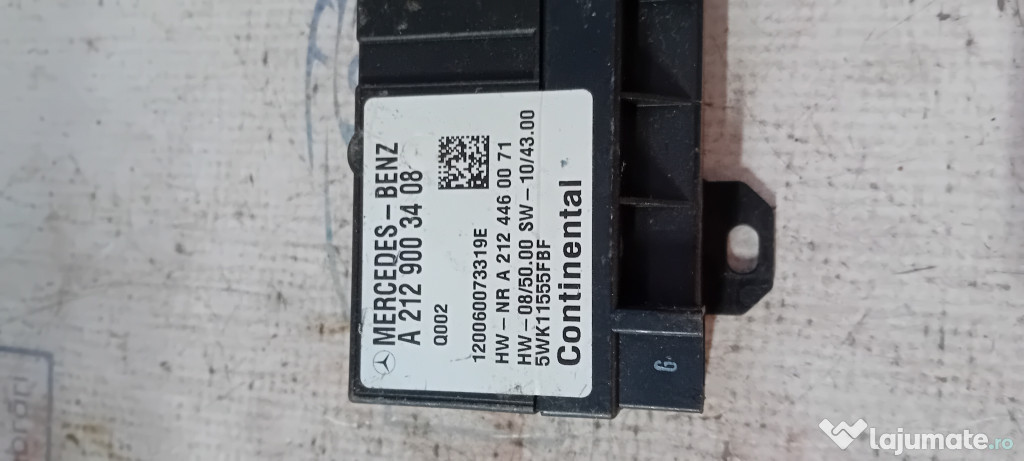 MERCEDES-BENZ
A 212 900 34 08
Q002
120060073319E
HW-NR A 212 446 00 71
HW-08/50.00 SW-10/43.00
5WK11555FBF
Continental
G
lajumate.ro